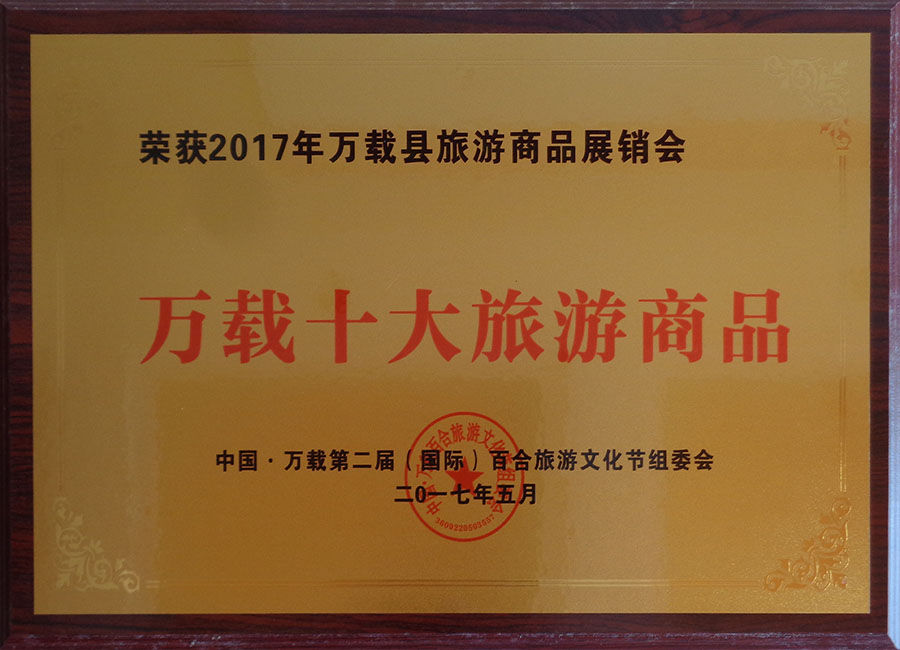 荣获2017年万载县旅游商品展销会
万载十大旅游商品
中国·万载第二届（国际）百合旅游文化节组委会
二0一七年五月